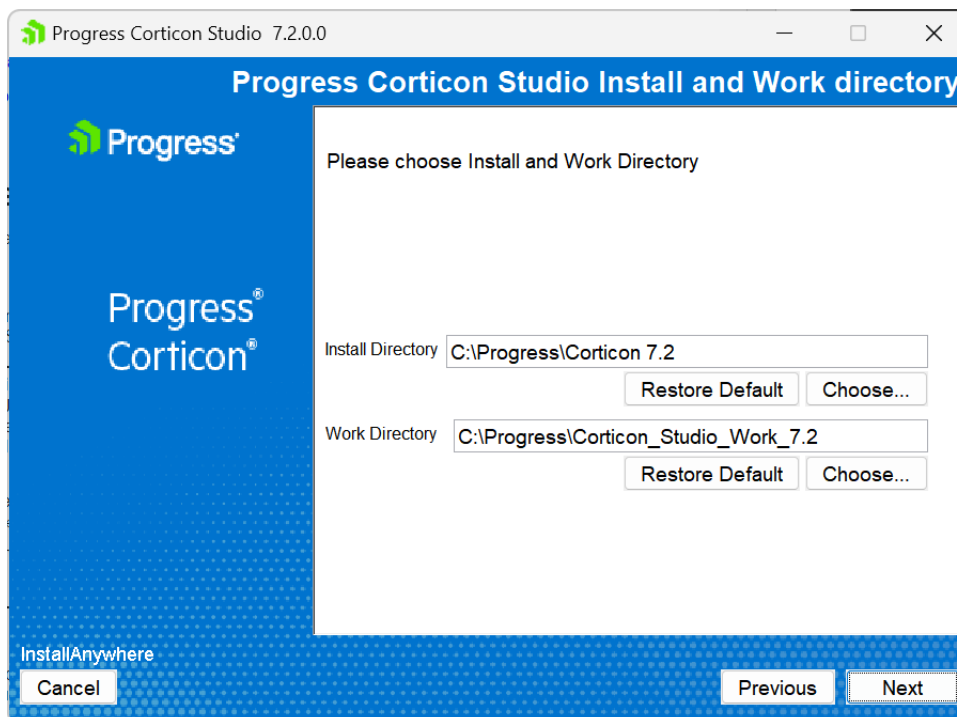 Progress Corticon Studio 7.2.0.0
Progress Corticon Studio Install and Work directory
Progress
Please choose Install and Work Directory
Progress®
Corticon®
Install Directory C:\Progress\Corticon 7.2
Restore Default Choose...
Work Directory C:\Progress\Corticon_Studio_Work_7.2
Restore Default Choose...
InstallAnywhere
Cancel Previous Next